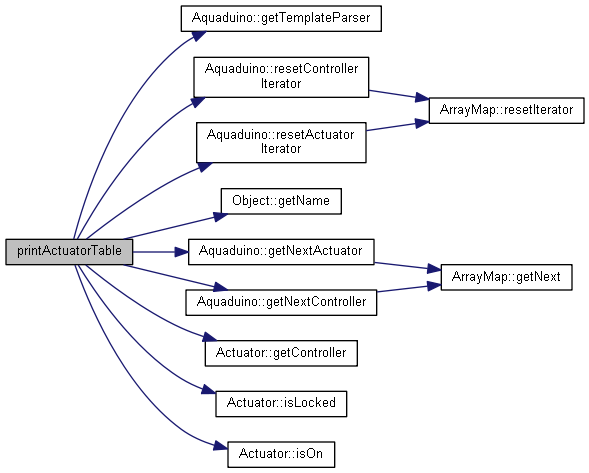 Aquaduino::getTemplateParser
Aquaduino::resetController
Iterator
ArrayMap::resetIterator
Aquaduino::resetActuator
Iterator
Object::getName
printActuatorTable
Aquaduino::getNextActuator
ArrayMap::getNext
Aquaduino::getNextController
Actuator::getController
Actuator::isLocked
Actuator::isOn